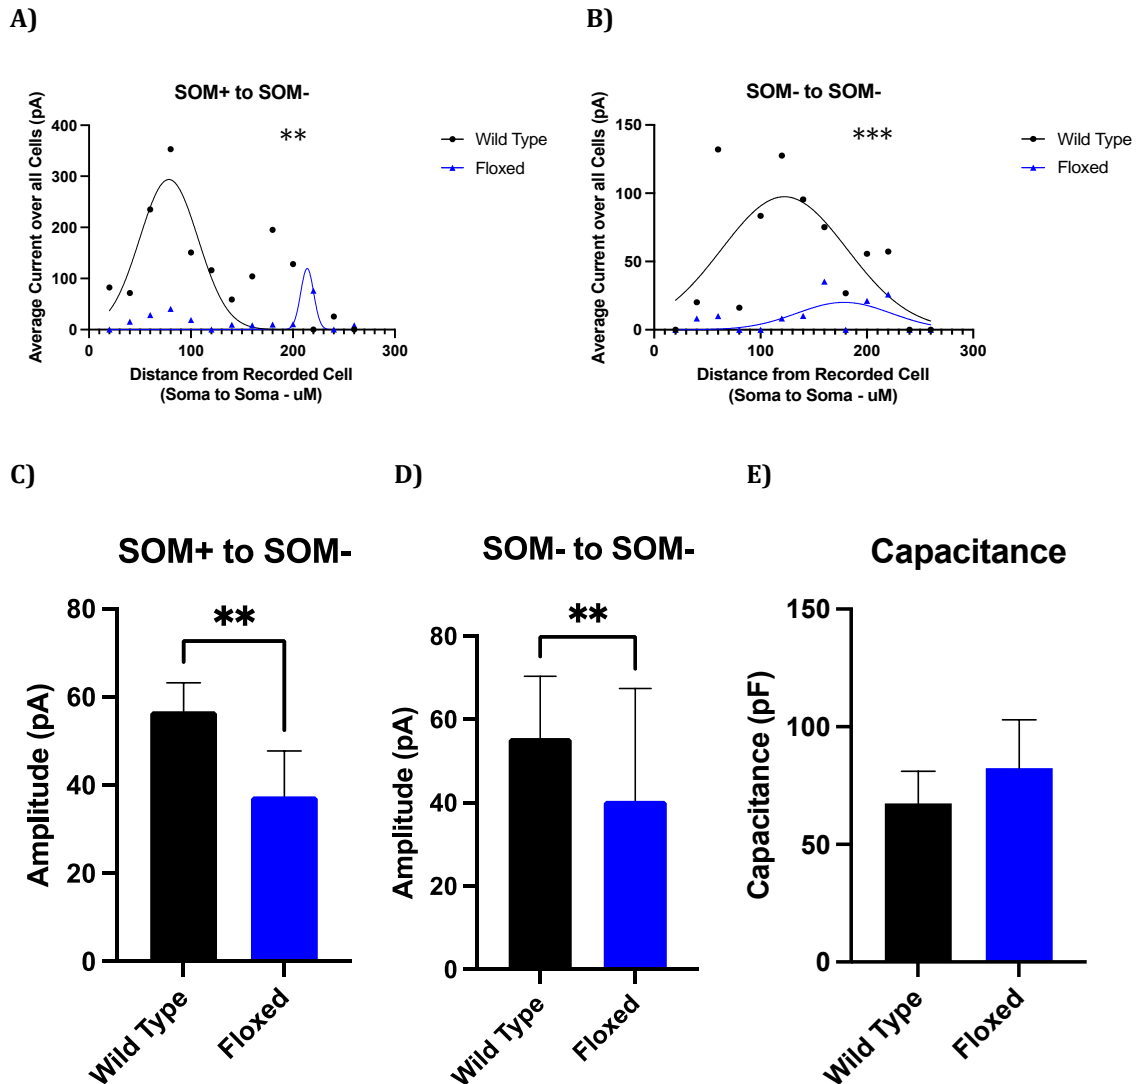 A)
B)
SOM+ to SOM-
**
Average Current over all Cells (pA)
400
300
200
100
0
0
100
200
300
Distance from Recorded Cell
(Soma to Soma - uM)
Wild Type
Floxed
SOM- to SOM-
***
Average Current over all Cells (pA)
150
100
50
0
0
100
200
300
Distance from Recorded Cell
(Soma to Soma - uM)
Wild Type
Floxed
C)
D)
E)
SOM+ to SOM-
**
Amplitude (pA)
80
60
40
20
0
Wild Type
Floxed
SOM- to SOM-
**
Amplitude (pA)
80
60
40
20
0
Wild Type
Floxed
Capacitance
Capacitance (pF)
150
100
50
0
Wild Type
Floxed